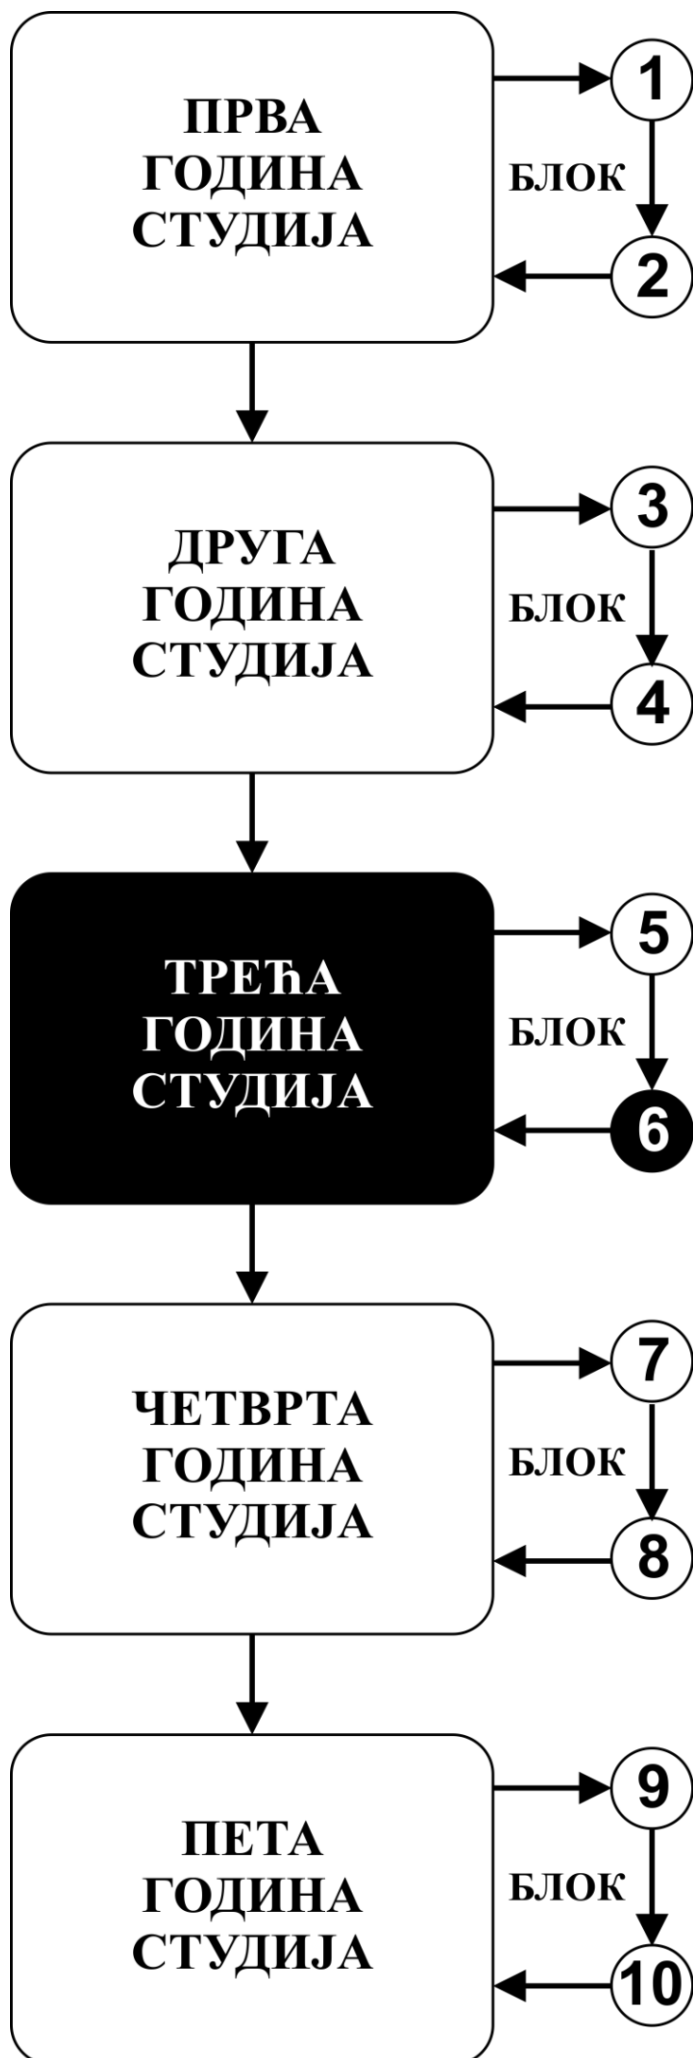 ПРВА
ГОДИНА
СТУДИЈА
1
БЛОК
2
ДРУГА
ГОДИНА
СТУДИЈА
3
БЛОК
4
ТРЕЋА
ГОДИНА
СТУДИЈА
5
БЛОК
6
ЧЕТВРТА
ГОДИНА
СТУДИЈА
7
БЛОК
8
ПЕТА
ГОДИНА
СТУДИЈА
9
БЛОК
10